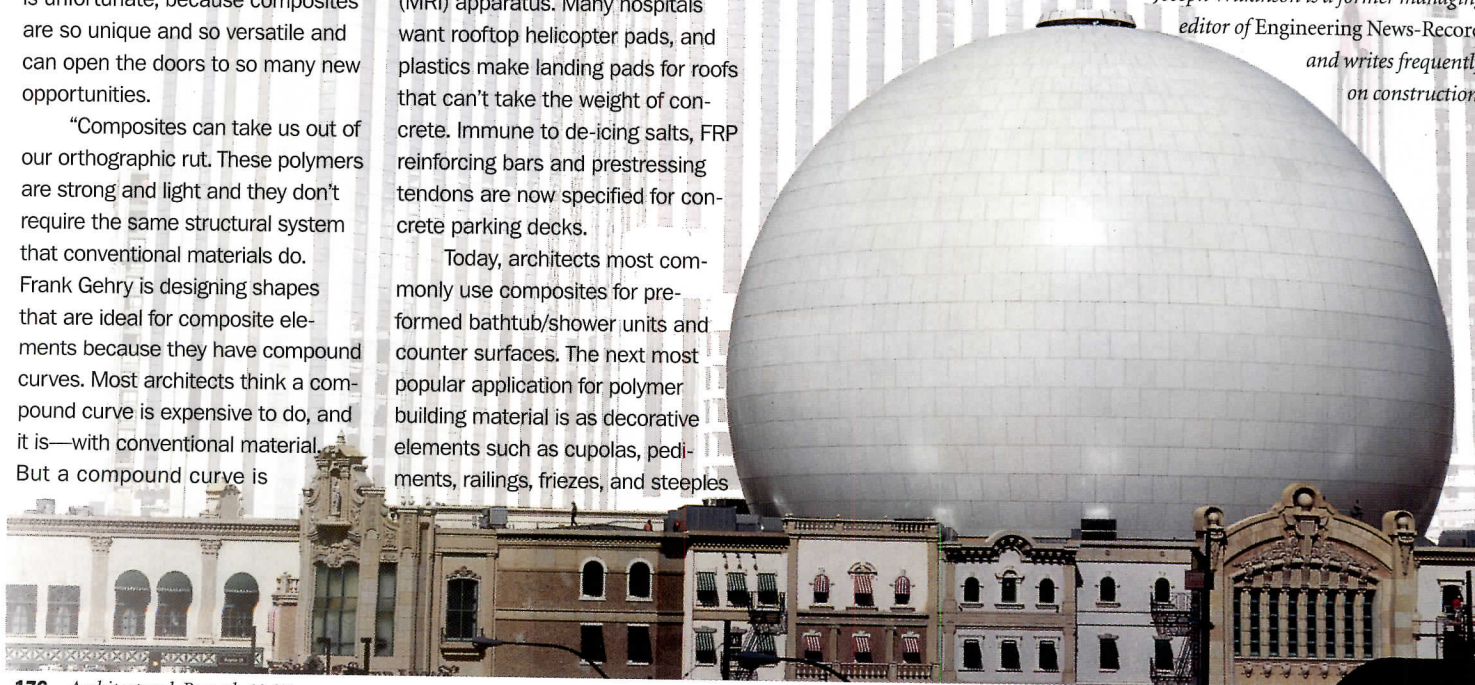 are so unique and so versatile and
can open the doors to so many new
opportunities.
“Composites can take us out of
our orthographic rut. These polymers
are strong and light and they don’t
require the same structural system
that conventional materials do.
Frank Gehry is designing shapes
that are ideal for composite ele-
ments because they have compound
curves. Most architects think a com-
pound curve is expensive to do, and
it is—with conventional material.
But a compound curve is
(MRI) apparatus. Many hospitals
want rooftop helicopter pads, and
plastics make landing pads for roofs
that can’t take the weight of con-
crete. Immune to de-icing salts, FRP
reinforcing bars and prestressing
tendons are now specified for con-
crete parking decks.
Today, architects most com-
monly use composites for pre-
formed bathtub/shower units and
counter surfaces. The next most
popular application for polymer
building material is as decorative
elements such as cupolas, pedi-
ments, railings, friezes, and steeples
editor of Engineering News-Record
and writes frequently
on construction